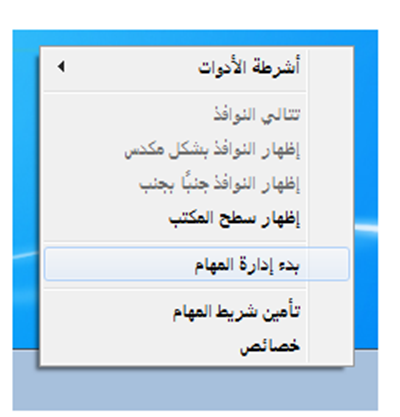 أشرطة الأدوات
تتالي النوافذ
إظهار النوافذ بشكل مكدس
إظهار النوافذ جنبًا بجنب
إظهار سطح المكتب
بدء إدارة المهام
تأمين شريط المهام
خصائص